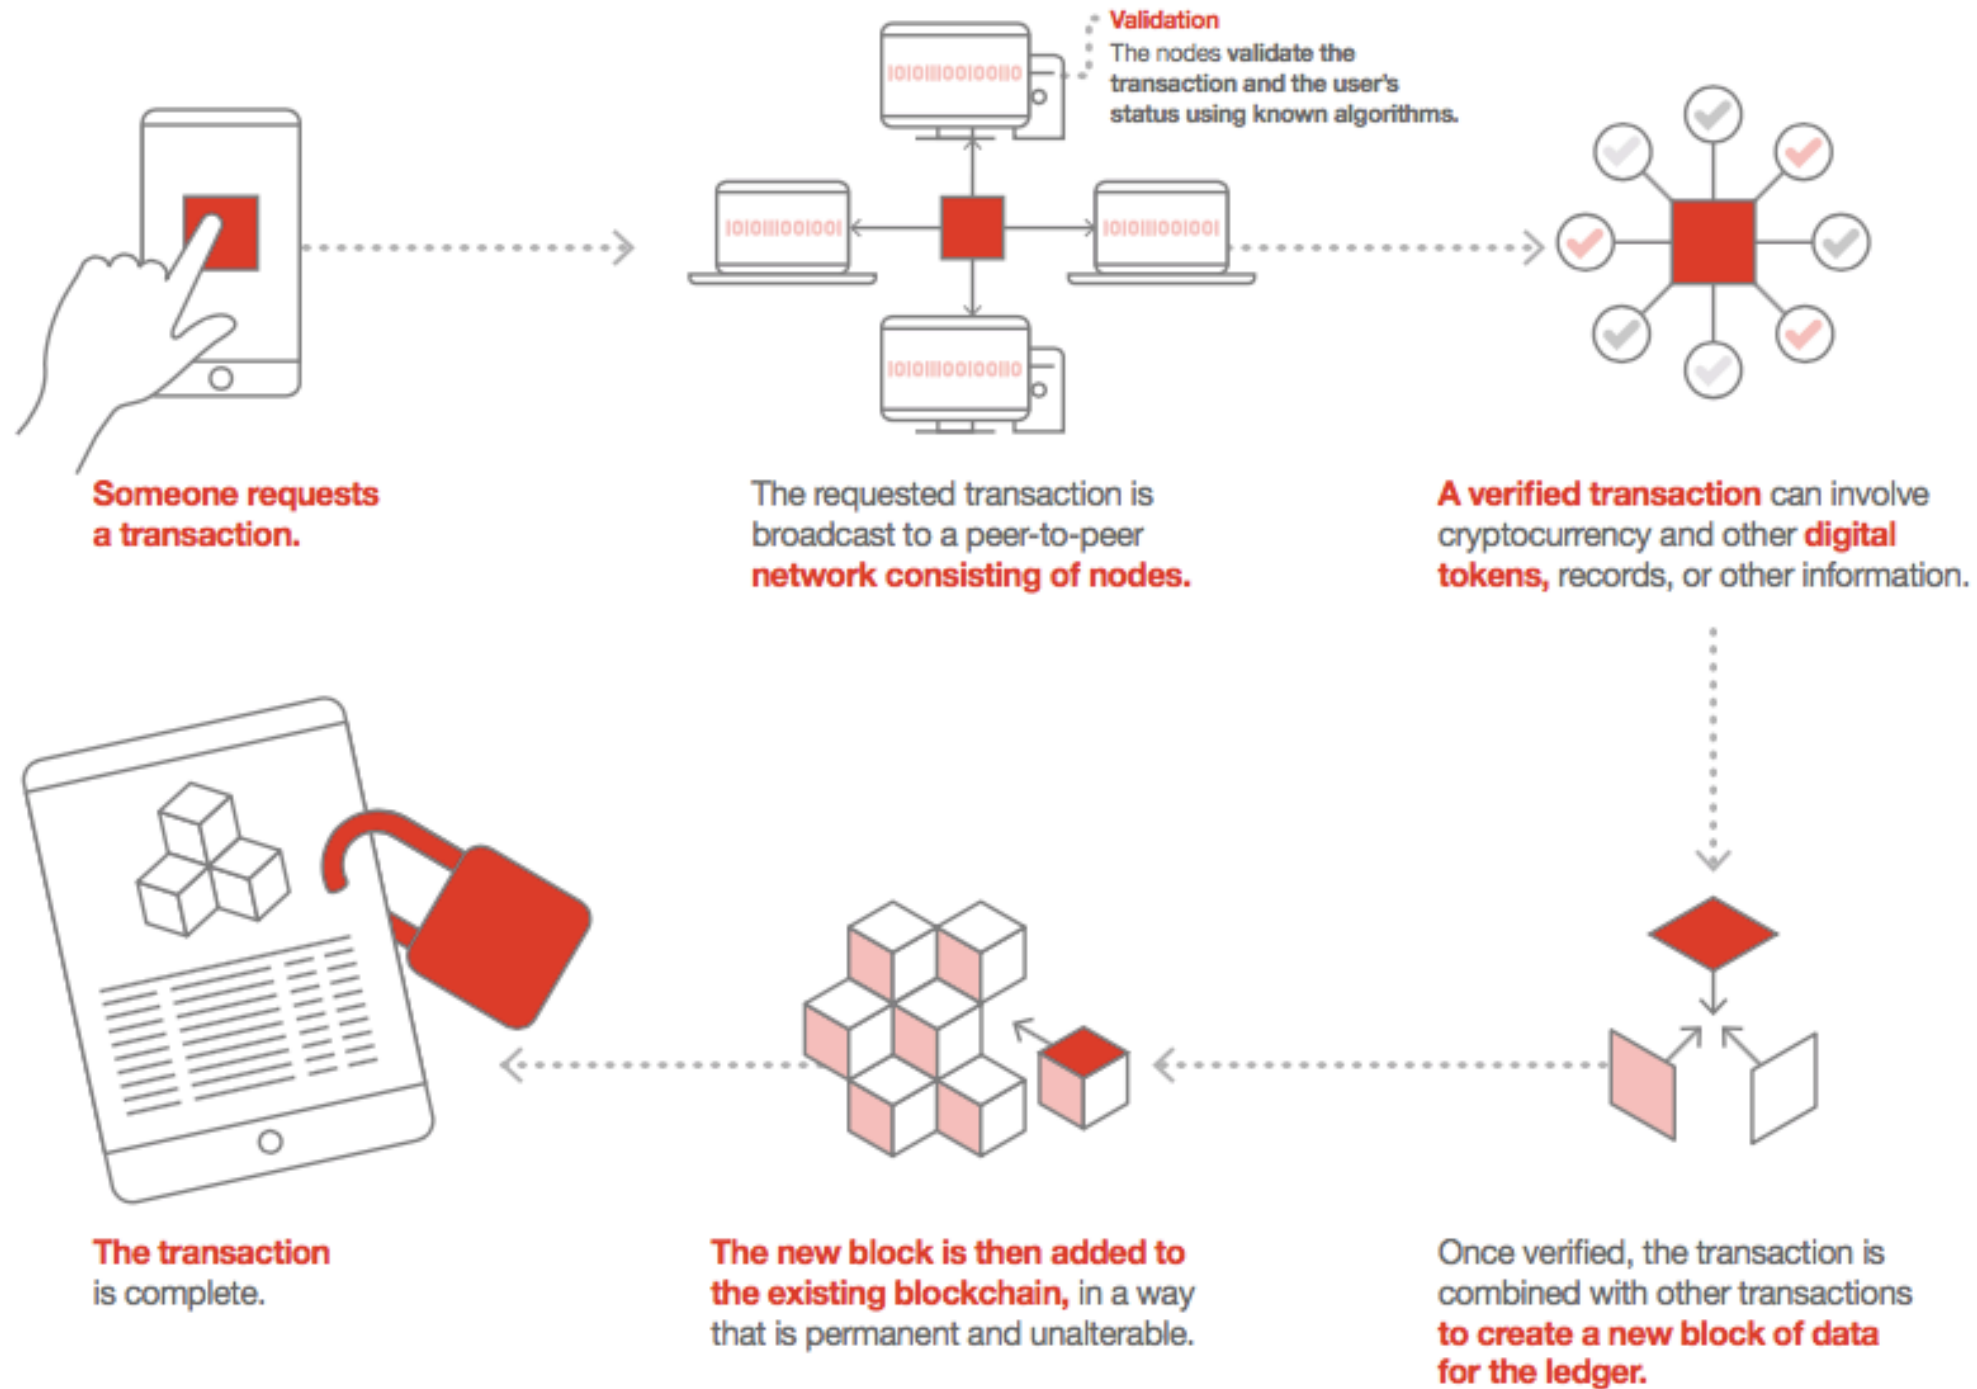 Validation
The nodes validate the
transaction and the user's
status using known algorithms.
1010111001001110
1010111001001
1010111001001
1010111001001110
Someone requests
a transaction.
The requested transaction is
broadcast to a peer-to-peer
network consisting of nodes.
A verified transaction can involve
cryptocurrency and other digital
tokens, records, or other information.
The transaction
is complete.
The new block is then added to
the existing blockchain, in a way
that is permanent and unalterable.
Once verified, the transaction is
combined with other transactions
to create a new block of data
for the ledger.